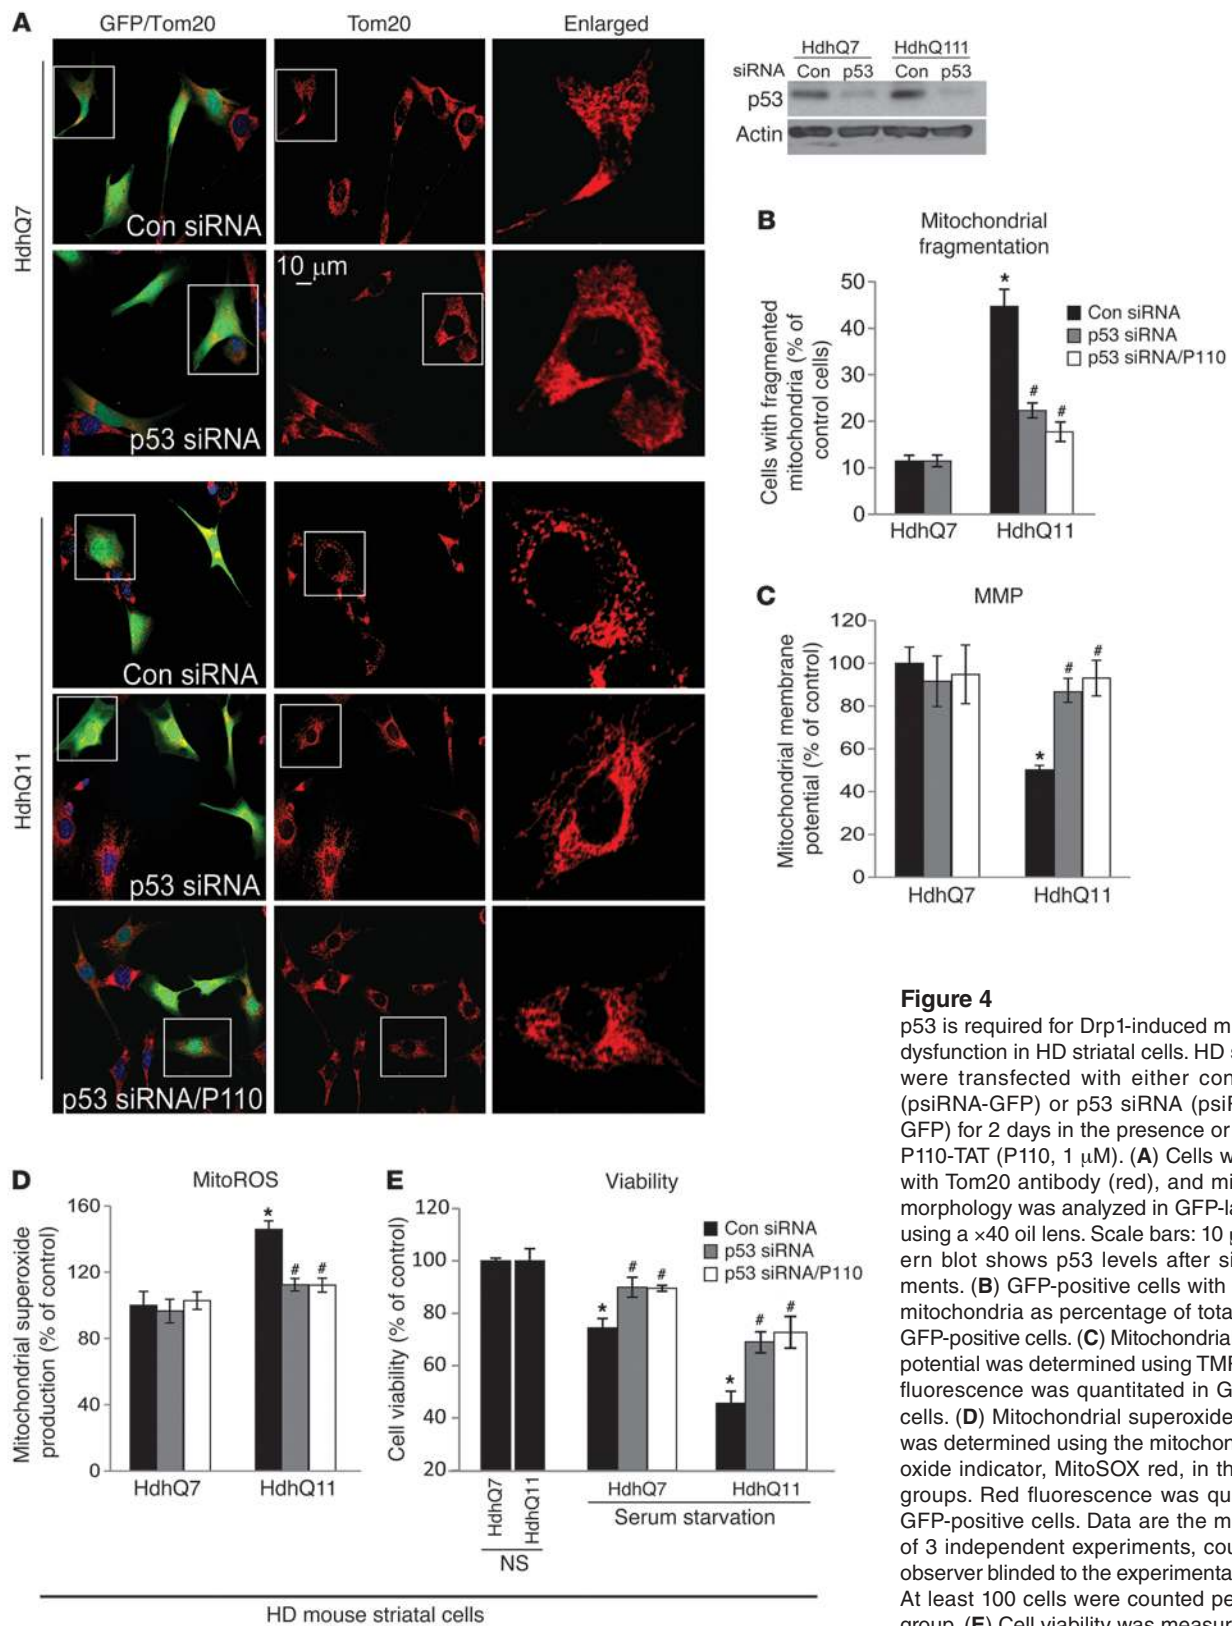 A
GFP/Tom20
Tom20
Enlarged
HdhQ7
Con siRNA
10 μm
p53 siRNA
HdhQ11
Con siRNA
p53 siRNA
p53 siRNA/P110
HdhQ7 HdhQ111
siRNA Con p53 Con p53
p53
Actin
B
Mitochondrial
fragmentation
Cells with fragmented
mitochondria (% of
control cells)
50
40
30
20
10
0
*
#
#
Con siRNA
p53 siRNA
p53 siRNA/P110
HdhQ7 HdhQ11
C
MMP
Mitochondrial membrane
potential (% of control)
120
100
80
60
40
20
0
*
#
#
HdhQ7 HdhQ11
D
MitoROS
Mitochondrial superoxide
production (% of control)
160
120
80
40
0
*
# #
HdhQ7 HdhQ11
E
Viability
Cell viability (% of control)
120
100
80
60
40
20
*
# #
*
# #
Con siRNA
p53 siRNA
p53 siRNA/P110
HdhQ7
HdhQ11
NS
HdhQ7 HdhQ11
Serum starvation
HD mouse striatal cells
Figure 4
p53 is required for Drp1-induced m
dysfunction in HD striatal cells. HD s
were transfected with either con
(psiRNA-GFP) or p53 siRNA (psiF
GFP) for 2 days in the presence or
P110-TAT (P110, 1 μM). (A) Cells w
with Tom20 antibody (red), and mi
morphology was analyzed in GFP-la
using a ×40 oil lens. Scale bars: 10
ern blot shows p53 levels after si
ments. (B) GFP-positive cells with
mitochondria as percentage of total
GFP-positive cells. (C) Mitochondria
potential was determined using TMF
fluorescence was quantitated in G
cells. (D) Mitochondrial superoxide
was determined using the mitochon
oxide indicator, MitoSOX red, in th
groups. Red fluorescence was qu
GFP-positive cells. Data are the m
of 3 independent experiments, cou
observer blinded to the experimenta
At least 100 cells were counted pe
group. (E) Cell viability was measur